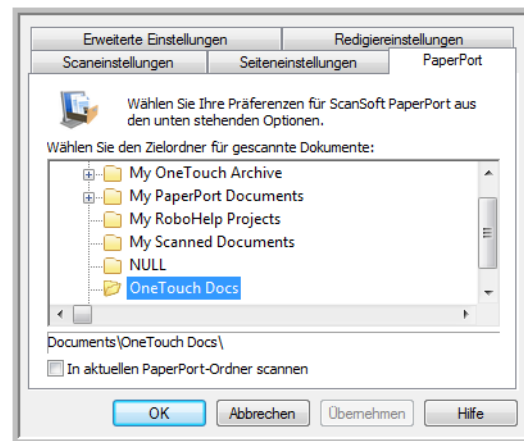 Erweiterte Einstellungen
Redigiereinstellungen
Scaneinstellungen
Seiteneinstellungen
PaperPort
Wählen Sie Ihre Präferenzen für ScanSoft PaperPort aus
den unten stehenden Optionen.
Wählen Sie den Zielordner für gescannte Dokumente:
My OneTouch Archive
My PaperPort Documents
My RoboHelp Projects
My Scanned Documents
NULL
OneTouch Docs
Documents\OneTouch Docs\
In aktuellen PaperPort-Ordner scannen
OK
Abbrechen
Übernehmen
Hilfe